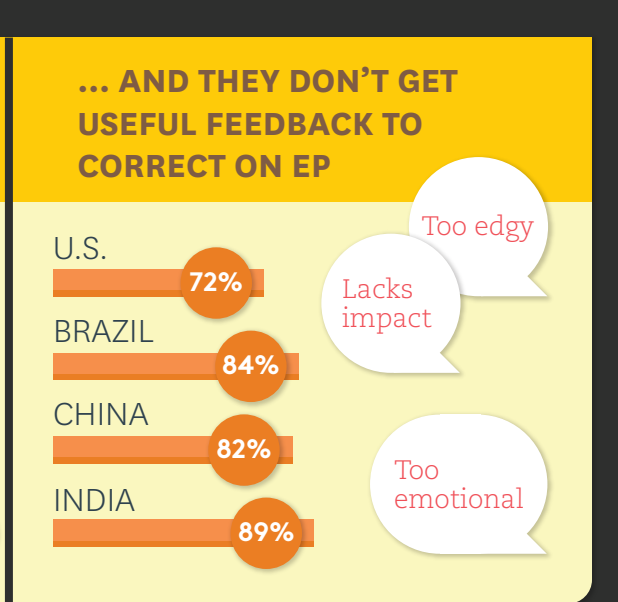 ... AND THEY DON’T GET
USEFUL FEEDBACK TO
CORRECT ON EP
U.S.
72%
BRAZIL
84%
CHINA
82%
INDIA
89%
Too edgy
Lacks
impact
Too
emotional